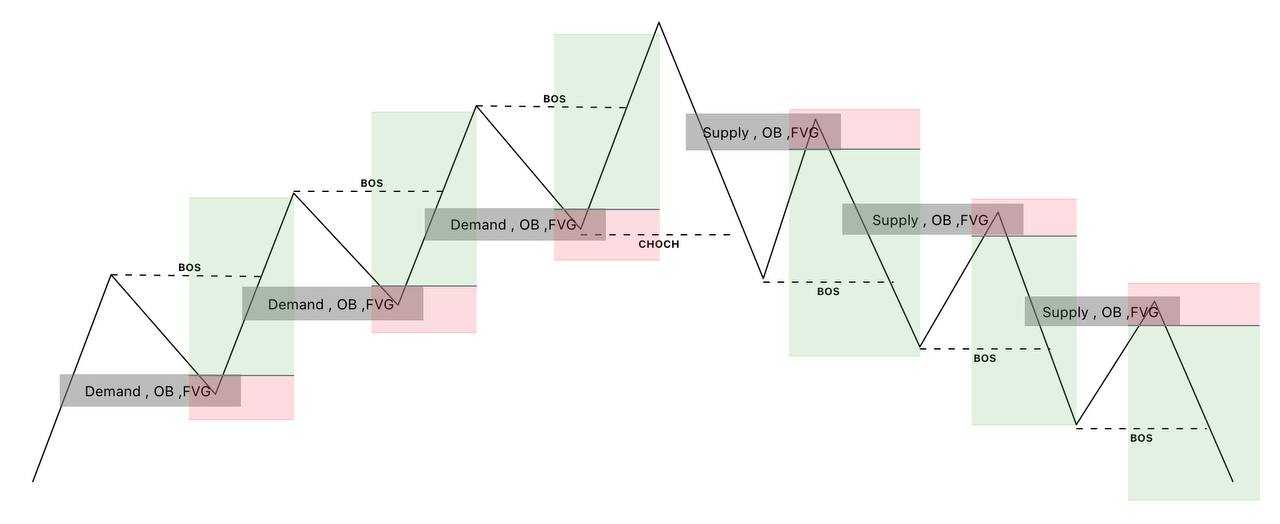 BOS
Supply , OB ,FVG
BOS
Supply , OB ,FVG
Demand , OB ,FVG
CHOCH
BOS
BOS
Demand , OB ,FVG
Supply , OB ,FVG
BOS
Demand , OB ,FVG
BOS
BOS